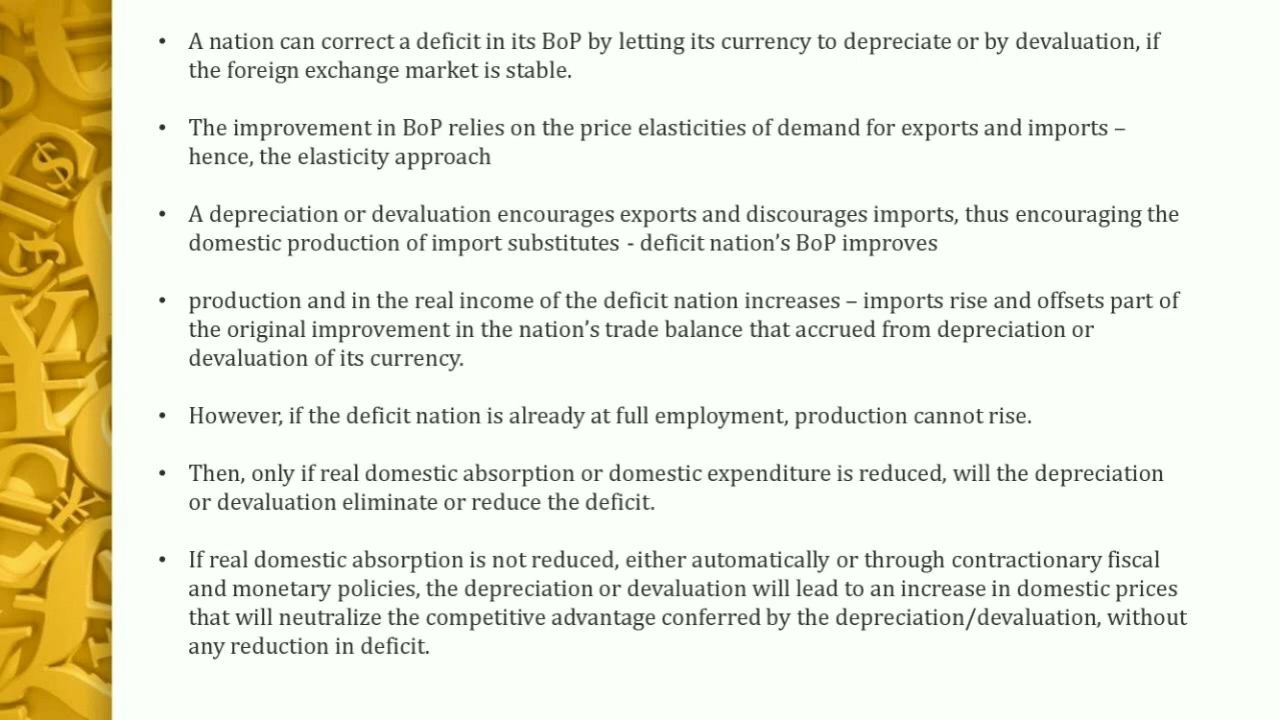 • A nation can correct a deficit in its BoP by letting its currency to depreciate or by devaluation, if
the foreign exchange market is stable.
• The improvement in BoP relies on the price elasticities of demand for exports and imports –
hence, the elasticity approach
• A depreciation or devaluation encourages exports and discourages imports, thus encouraging the
domestic production of import substitutes - deficit nation’s BoP improves
• production and in the real income of the deficit nation increases – imports rise and offsets part of
the original improvement in the nation’s trade balance that accrued from depreciation or
devaluation of its currency.
• However, if the deficit nation is already at full employment, production cannot rise.
• Then, only if real domestic absorption or domestic expenditure is reduced, will the depreciation
or devaluation eliminate or reduce the deficit.
• If real domestic absorption is not reduced, either automatically or through contractionary fiscal
and monetary policies, the depreciation or devaluation will lead to an increase in domestic prices
that will neutralize the competitive advantage conferred by the depreciation/devaluation, without
any reduction in deficit.